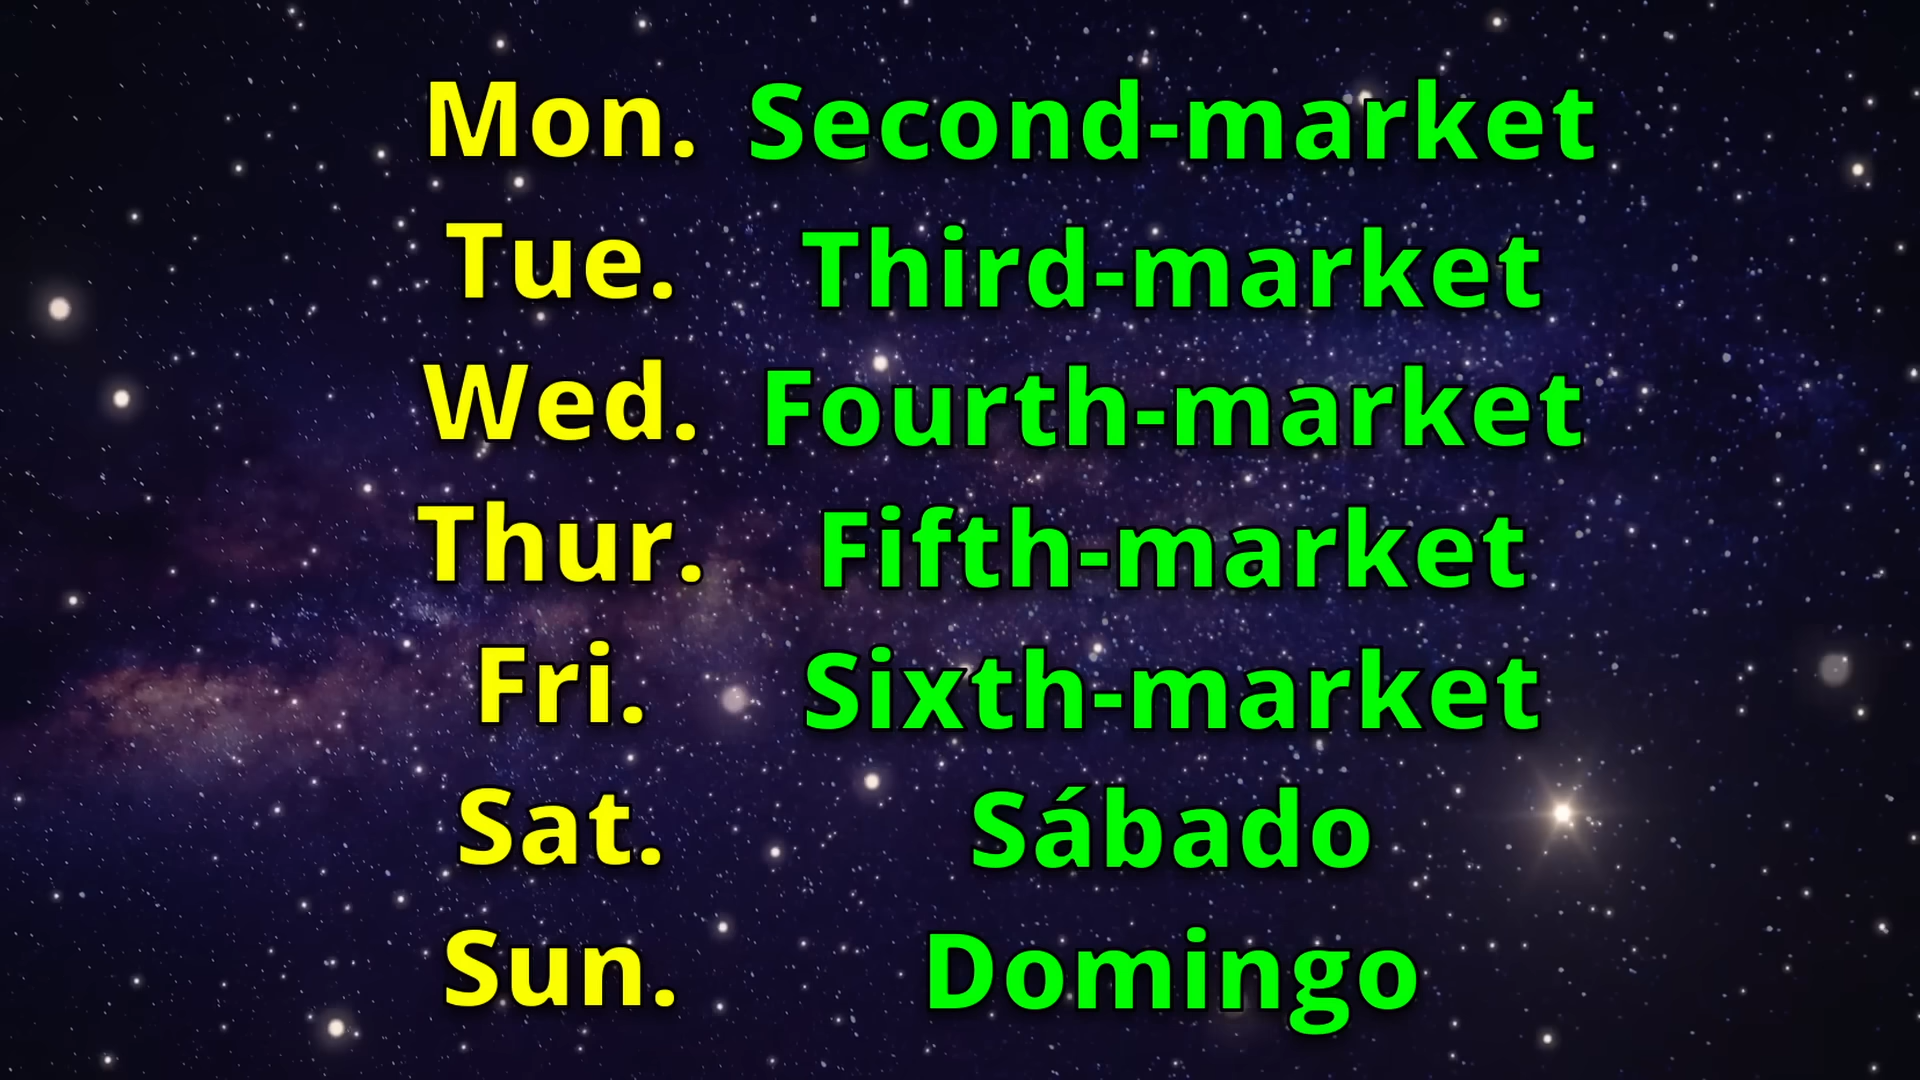 Mon. Second-market
Tue. Third-market
Wed. Fourth-market
Thur. Fifth-market
Fri. Sixth-market
Sat. Sábado
Sun. Domingo